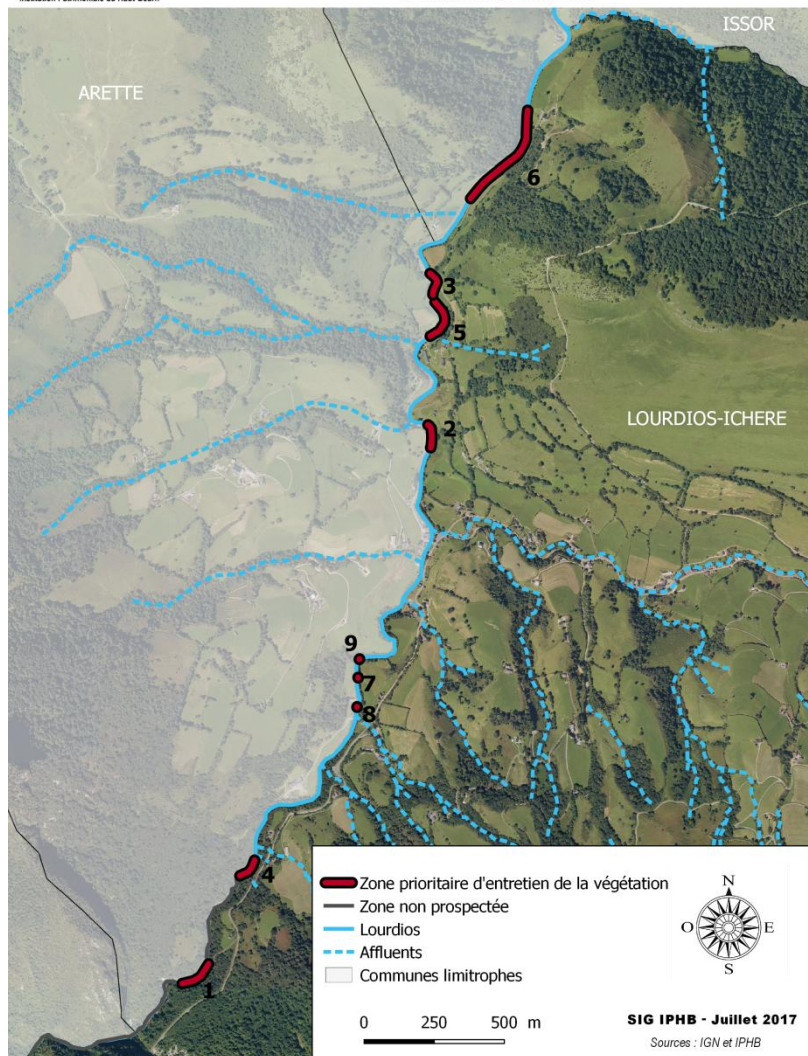 ISSOR
ARETTE
6
3
5
LOURDIOS-ICHERE
2
9
7
8
4
1
Zone prioritaire d'entretien de la végétation
Zone non prospectée
Lourdios
Affluents
Communes limitrophes
N
O
E
S
0 250 500 m
SIG IPHB - Juillet 2017
Sources : IGN et IPHB